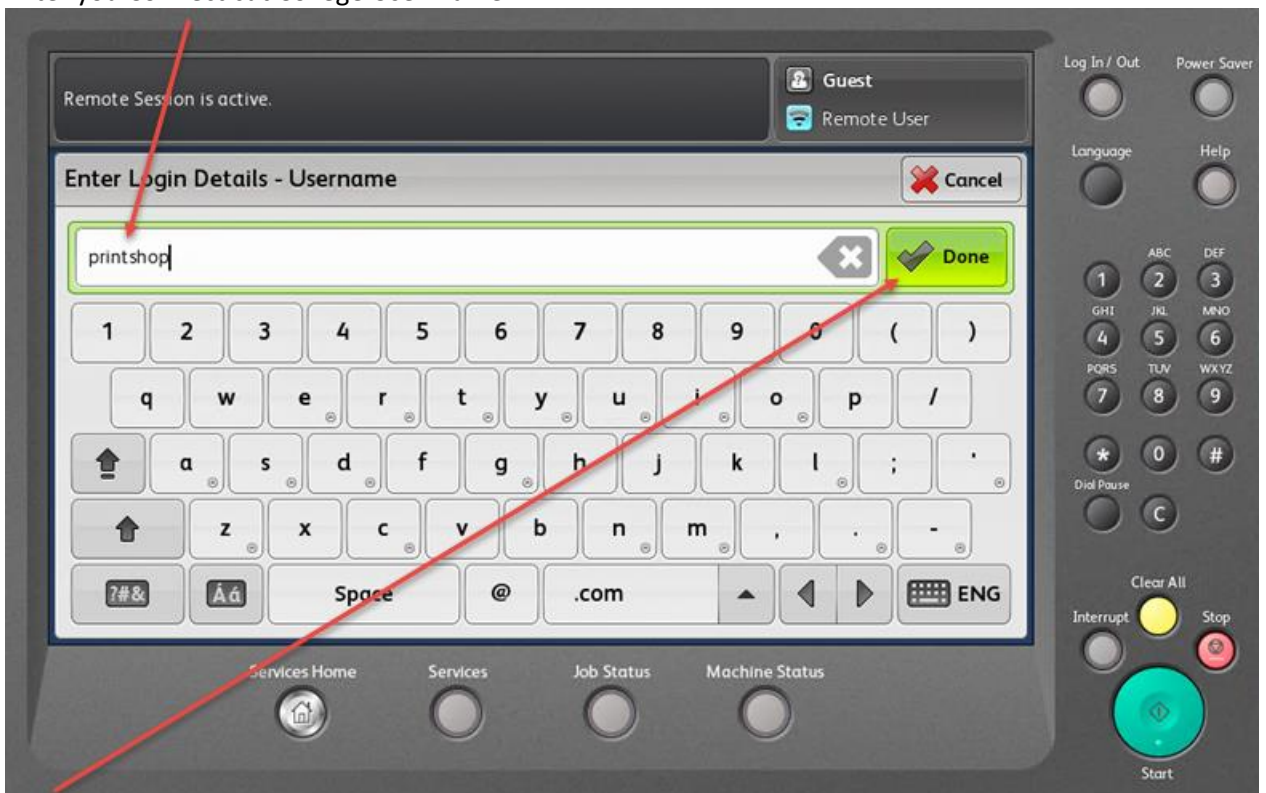 Log In / Out Power Saver
Remote Session is active.
Guest
Remote User
Language Help
Enter Login Details - Username
Cancel
printshop
Done
1 2 3 4 5 6 7 8 9 0 ( )
q w e r t y u i o p /
a s d f g h j k l ; '
z x c v b n m , . -
?#& Áá Space @ .com ENG
ABC DEF
1 2 3
GHI JKL MNO
4 5 6
PQRS TUV WXYZ
7 8 9
* 0 #
Dial Pause
C
Clear All
Interrupt Stop
Services Home Services Job Status Machine Status
Start